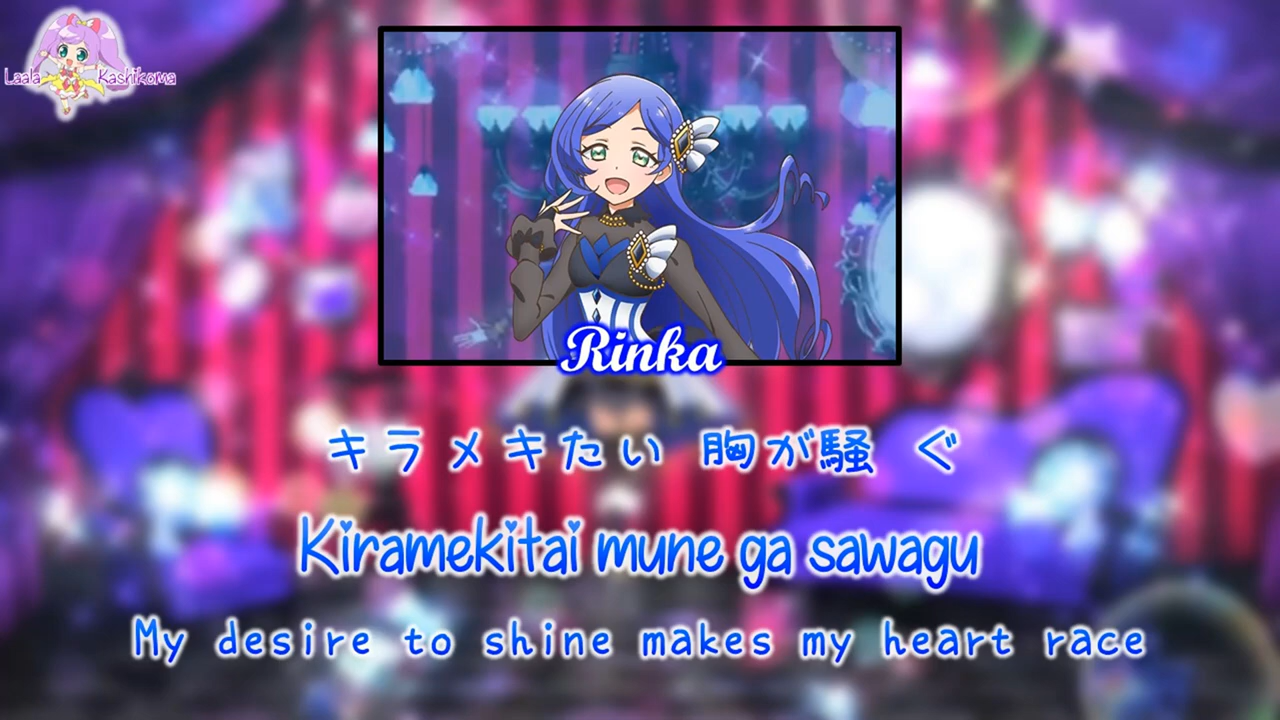 Laala Kashikoma
Rinka
キラメキたい 胸が騒 ぐ
Kiramekitai mune ga sawagu
My desire to shine makes my heart race